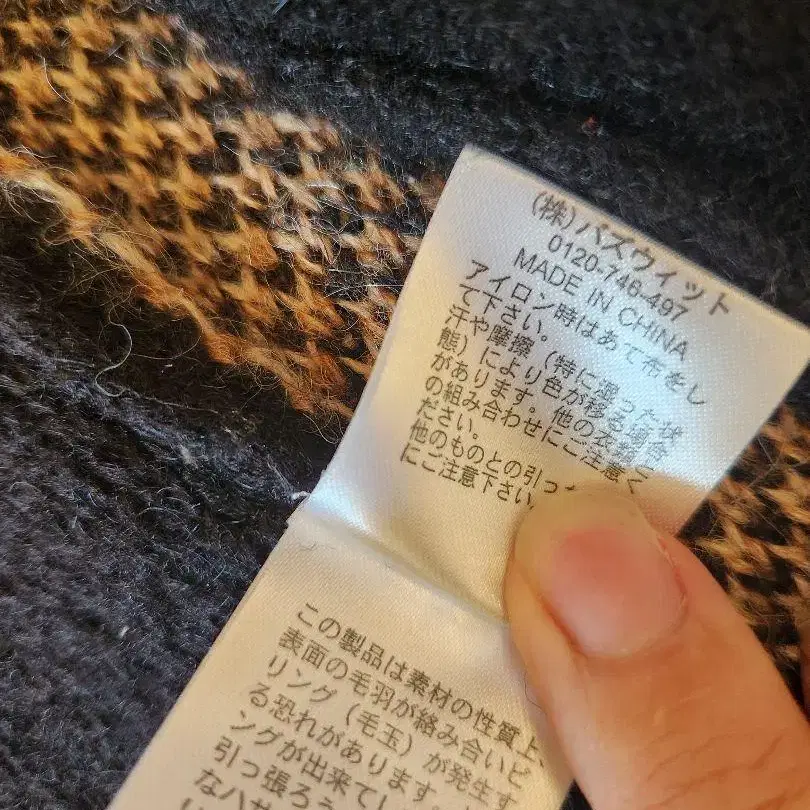 (株)バズウィット
0120-746-497
MADE IN CHINA
アイロン時はあて布をし
て下さい。
汗や摩擦（特に湿った状
態）により色が移る場合
があります。他の衣類と
の組み合わせにご注意く
ださい。
他のものとの引っ
にご注意下さい。
この製品は素材の性質上、
表面の毛羽が絡み合いピ
リング（毛玉）が発生す
る恐れがあります。
ングが出来てし
引っ張ろう
なハサ